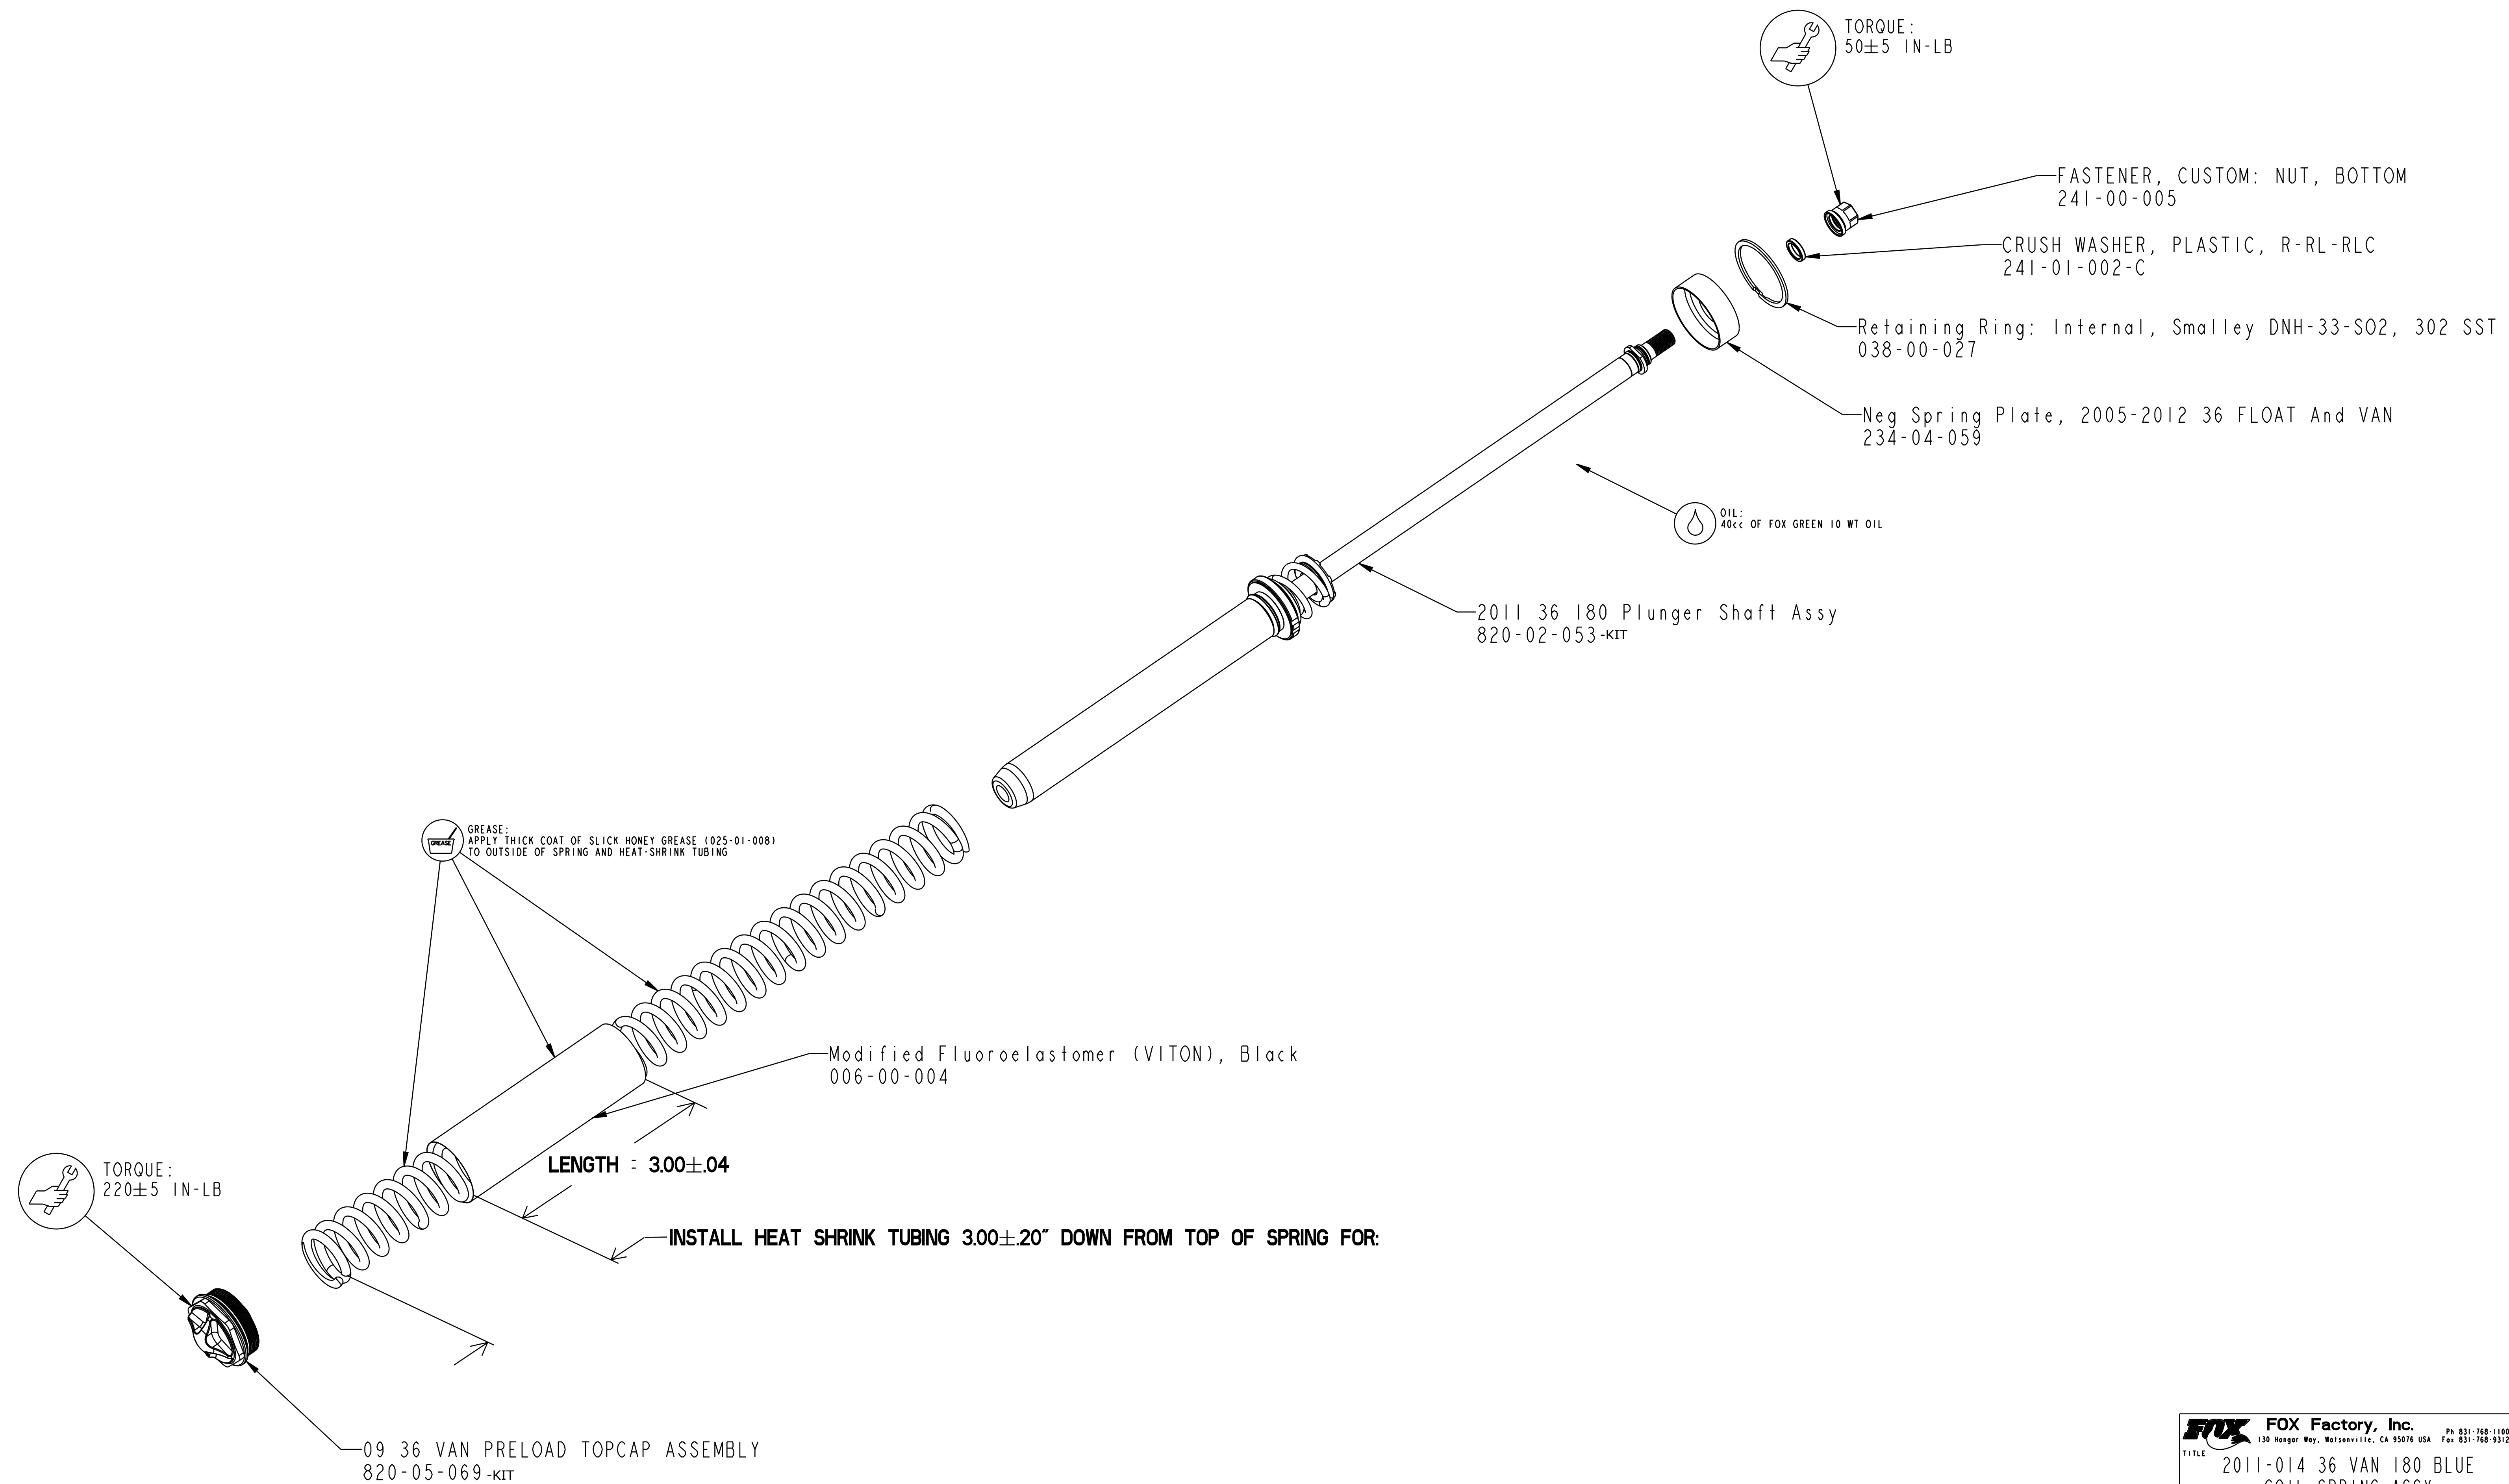 TORQUE:
50±5 IN-LB
FASTENER, CUSTOM: NUT, BOTTOM
241-00-005
CRUSH WASHER, PLASTIC, R-RL-RLC
241-01-002-C
Retaining Ring: Internal, Smalley DNH-33-SO2, 302 SST
038-00-027
Neg Spring Plate, 2005-2012 36 FLOAT And VAN
234-04-059
OIL:
40cc OF FOX GREEN 10 WT OIL
2011 36 180 Plunger Shaft Assy
820-02-053-KIT
GREASE
GREASE:
APPLY THICK COAT OF SLICK HONEY GREASE (025-01-008)
TO OUTSIDE OF SPRING AND HEAT-SHRINK TUBING
Modified Fluoroelastomer (VITON), Black
006-00-004
LENGTH = 3.00±.04
TORQUE:
220±5 IN-LB
INSTALL HEAT SHRINK TUBING 3.00±.20" DOWN FROM TOP OF SPRING FOR:
09 36 VAN PRELOAD TOPCAP ASSEMBLY
820-05-069-KIT
FOX
FOX Factory, Inc.
130 Hangar Way, Watsonville, CA 95076 USA
Ph 831-768-1100
Fax 831-768-9312
TITLE
2011-014 36 VAN 180 BLUE
COIL SPRING ASSY